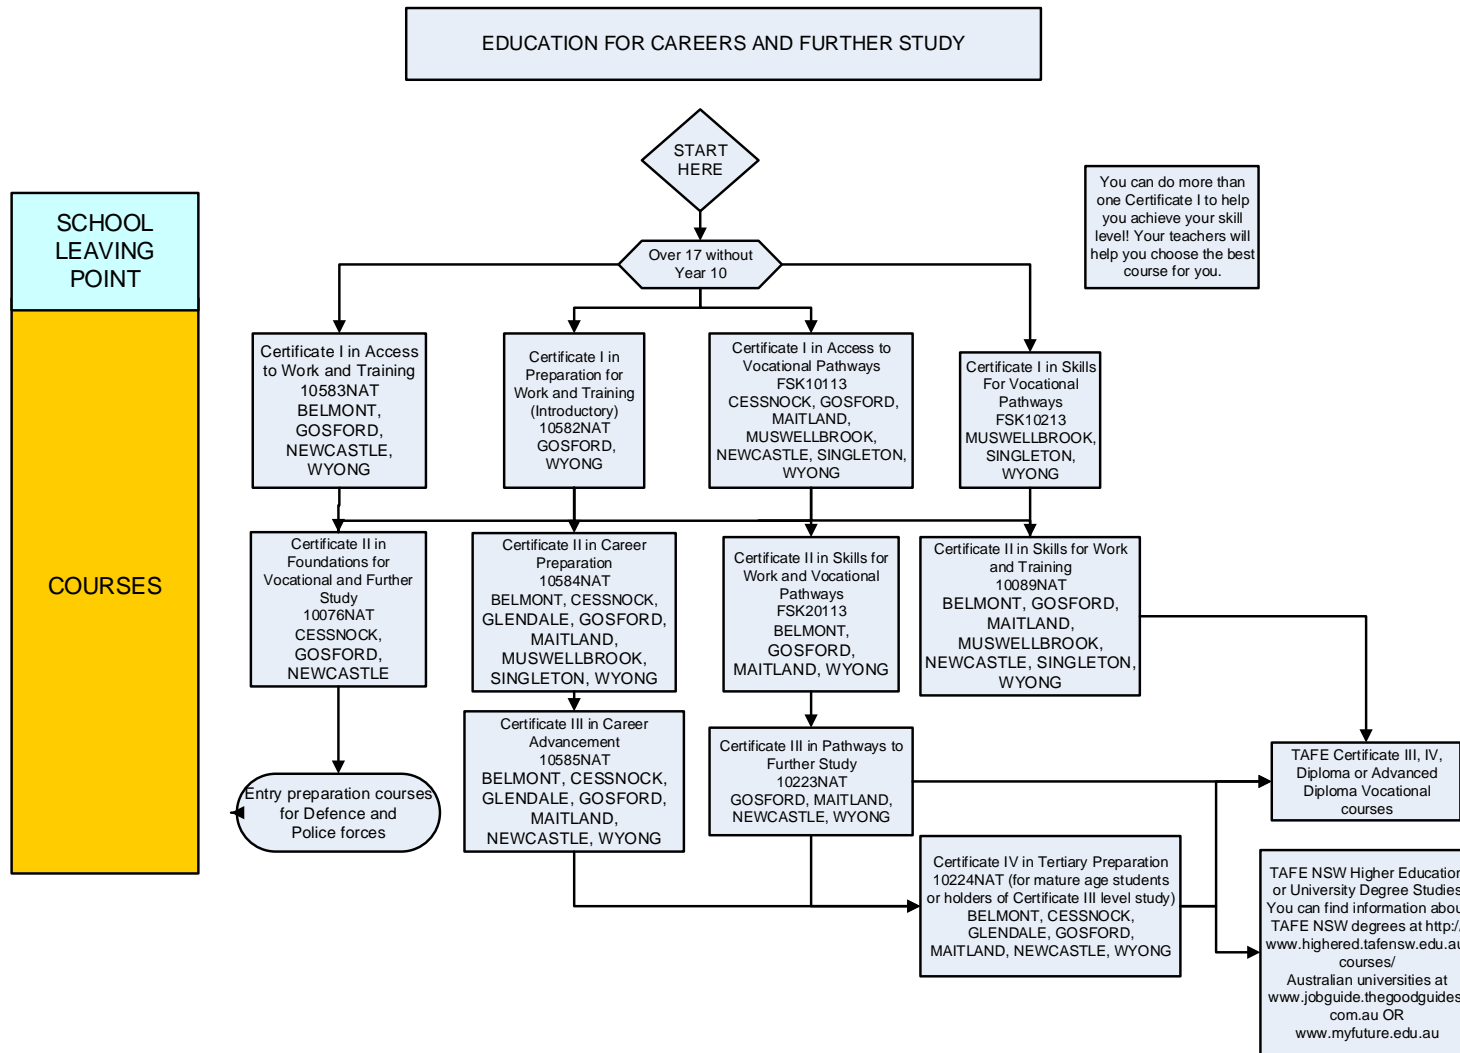 EDUCATION FOR CAREERS AND FURTHER STUDY
START
HERE
You can do more than
one Certificate I to help
you achieve your skill
level! Your teachers will
help you choose the best
course for you.
SCHOOL
LEAVING
POINT
Over 17 without
Year 10
COURSES
Certificate I in Access
to Work and Training
10583NAT
BELMONT,
GOSFORD,
NEWCASTLE,
WYONG
Certificate I in
Preparation for
Work and Training
(Introductory)
10582NAT
GOSFORD,
WYONG
Certificate I in Access to
Vocational Pathways
FSK10113
CESSNOCK, GOSFORD,
MAITLAND,
MUSWELLBROOK,
NEWCASTLE, SINGLETON,
WYONG
Certificate I in Skills
For Vocational
Pathways
FSK10213
MUSWELLBROOK,
SINGLETON,
WYONG
Certificate II in
Foundations for
Vocational and Further
Study
10076NAT
CESSNOCK,
GOSFORD,
NEWCASTLE
Certificate II in Career
Preparation
10584NAT
BELMONT, CESSNOCK,
GLENDALE, GOSFORD,
MAITLAND,
MUSWELLBROOK,
SINGLETON, WYONG
Certificate II in Skills for
Work and Vocational
Pathways
FSK20113
BELMONT,
GOSFORD,
MAITLAND, WYONG
Certificate II in Skills for Work
and Training
10089NAT
BELMONT, GOSFORD,
MAITLAND,
MUSWELLBROOK,
NEWCASTLE, SINGLETON,
WYONG
Entry preparation courses
for Defence and
Police forces
Certificate III in Career
Advancement
10585NAT
BELMONT, CESSNOCK,
GLENDALE, GOSFORD,
MAITLAND,
NEWCASTLE, WYONG
Certificate III in Pathways to
Further Study
10223NAT
GOSFORD, MAITLAND,
NEWCASTLE, WYONG
TAFE Certificate III, IV,
Diploma or Advanced
Diploma Vocational
courses
Certificate IV in Tertiary Preparation
10224NAT (for mature age students
or holders of Certificate III level study)
BELMONT, CESSNOCK,
GLENDALE, GOSFORD,
MAITLAND, NEWCASTLE, WYONG
TAFE NSW Higher Education
or University Degree Studies
You can find information abou
TAFE NSW degrees at http:/
www.highered.tafensw.edu.au
courses/
Australian universities at
www.jobguide.thegoodguides
com.au OR
www.myfuture.edu.au